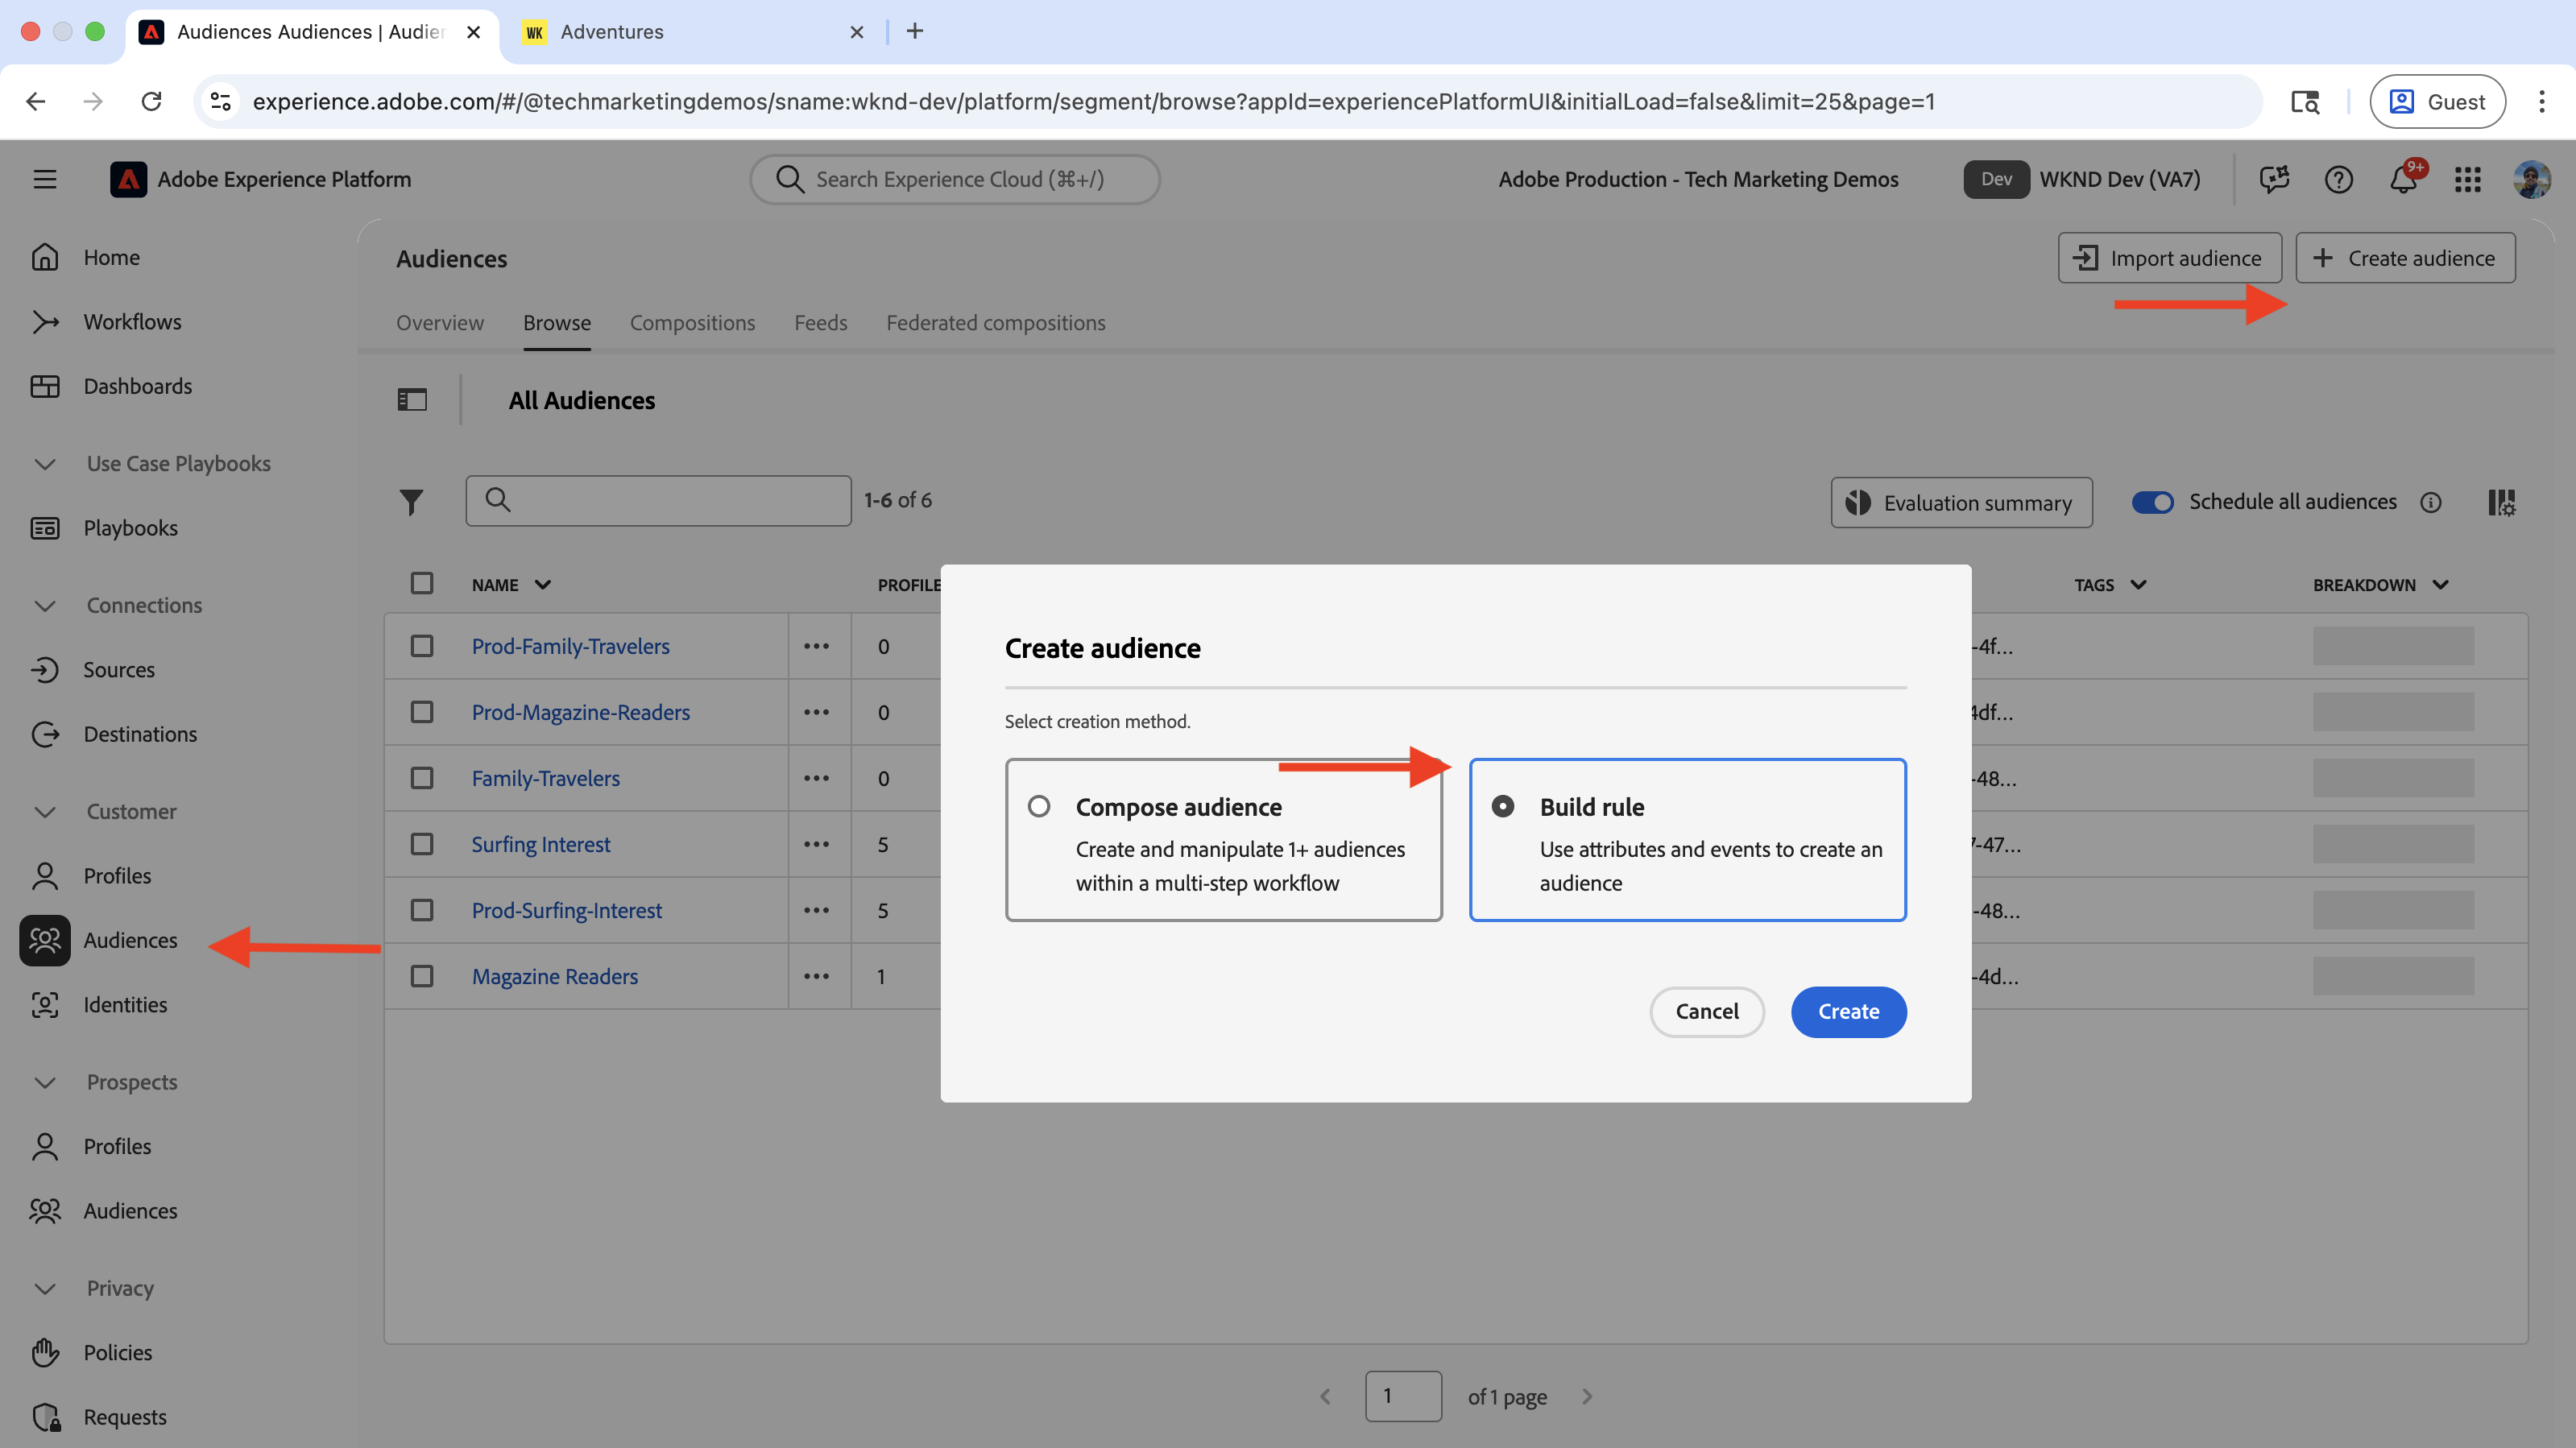 Audiences Audiences | Audie
WK Adventures
experience.adobe.com/#/@techmarketingdemos/sname:wknd-dev/platform/segment/browse?appId=experiencePlatformUI&initialLoad=false&limit=25&page=1
Guest
Adobe Experience Platform
Search Experience Cloud (⌘+/)
Adobe Production - Tech Marketing Demos
Dev WKND Dev (VA7)
9+
Home
Workflows
Dashboards
Use Case Playbooks
Playbooks
Connections
Sources
Destinations
Customer
Profiles
Audiences
Identities
Prospects
Profiles
Audiences
Privacy
Policies
Requests
Audiences
Import audience
Create audience
Overview Browse Compositions Feeds Federated compositions
All Audiences
1-6 of 6
Evaluation summary
Schedule all audiences
NAME PROFILE TAGS BREAKDOWN
Prod-Family-Travelers ••• 0 -4f...
Prod-Magazine-Readers ••• 0 4df...
Family-Travelers ••• 0 -48...
Surfing Interest ••• 5 7-47...
Prod-Surfing-Interest ••• 5 -48...
Magazine Readers ••• 1 -4d...
Create audience
Select creation method.
Compose audience
Create and manipulate 1+ audiences
within a multi-step workflow
Build rule
Use attributes and events to create an
audience
Cancel
Create
1 of 1 page